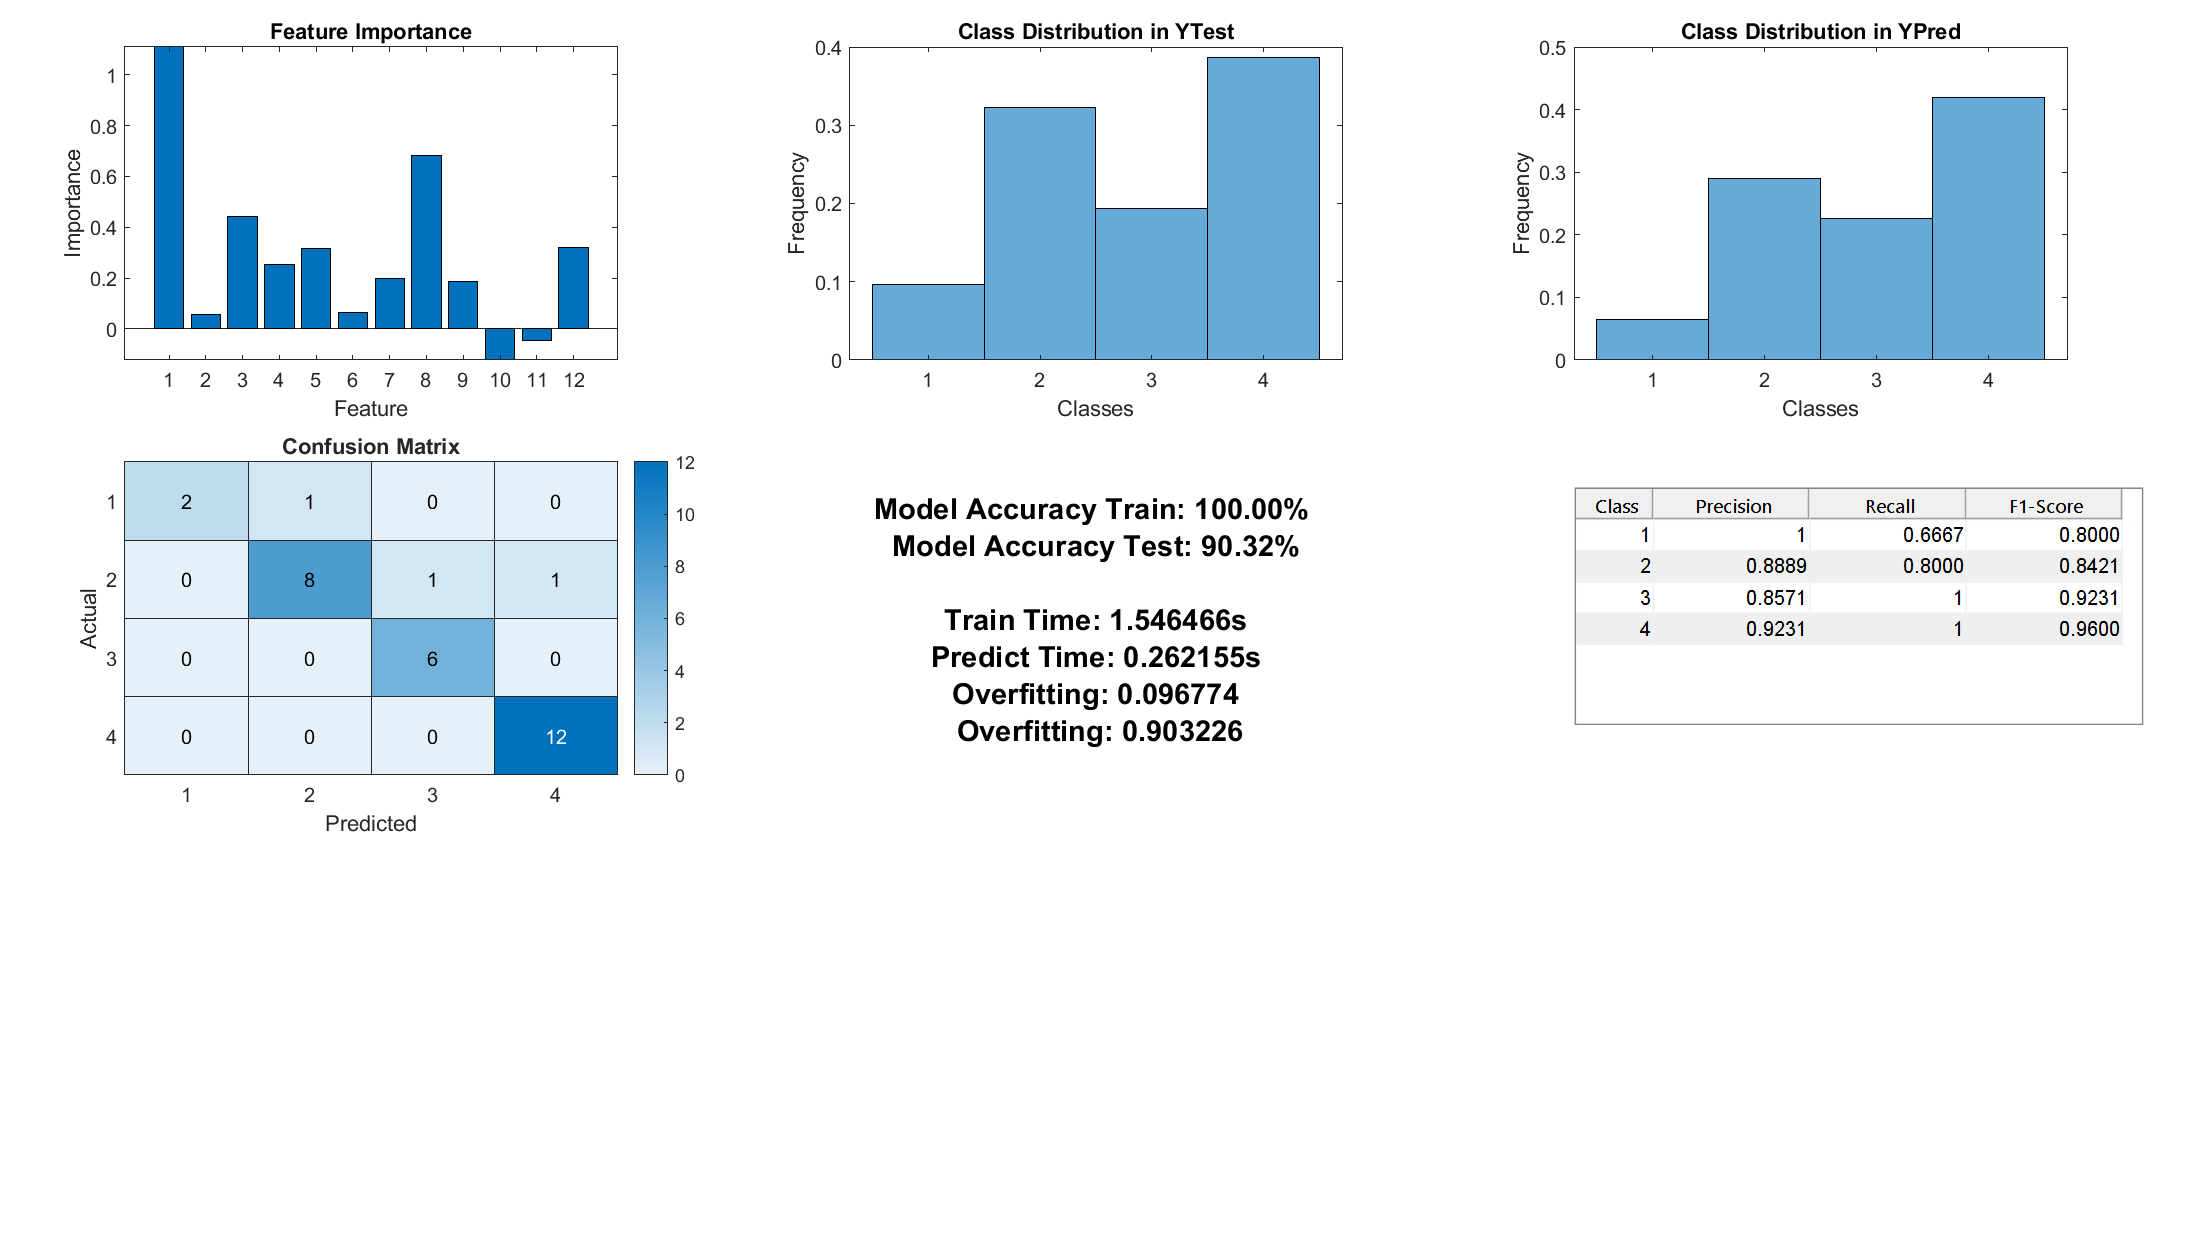 Feature Importance
1
0.8
0.6
0.4
0.2
0
Importance
1 2 3 4 5 6 7 8 9 10 11 12
Feature
Class Distribution in YTest
0.4
0.3
0.2
0.1
0
Frequency
1 2 3 4
Classes
Class Distribution in YPred
0.5
0.4
0.3
0.2
0.1
0
Frequency
1 2 3 4
Classes
Confusion Matrix
1 2 1 0 0
2 0 8 1 1
3 0 0 6 0
4 0 0 0 12
Actual
1 2 3 4
Predicted
12
10
8
6
4
2
0
Model Accuracy Train: 100.00%
Model Accuracy Test: 90.32%
Train Time: 1.546466s
Predict Time: 0.262155s
Overfitting: 0.096774
Overfitting: 0.903226
Class Precision Recall F1-Score
1 1 0.6667 0.8000
2 0.8889 0.8000 0.8421
3 0.8571 1 0.9231
4 0.9231 1 0.9600